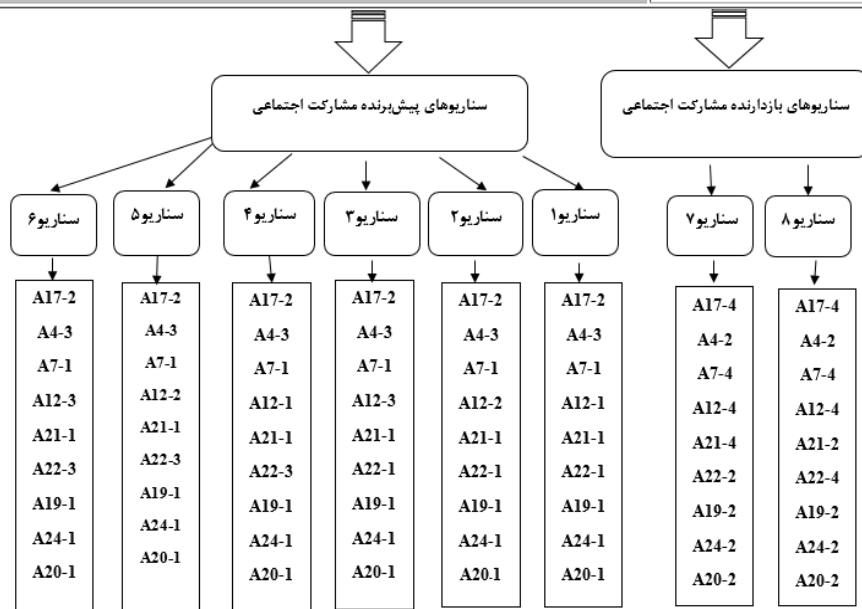 سناریوهای بازدارنده مشارکت اجتماعی
سناریوهای پیش‌برنده مشارکت اجتماعی
سناریو۸
سناریو۷
سناریو۱
سناریو۲
سناریو۳
سناریو۴
سناریو۵
سناریو۶
A17-4
A4-2
A7-4
A12-4
A21-2
A22-4
A19-2
A24-2
A20-2
A17-4
A4-2
A7-4
A12-4
A21-4
A22-2
A19-2
A24-2
A20-2
A17-2
A4-3
A7-1
A12-1
A21-1
A22-1
A19-1
A24-1
A20-1
A17-2
A4-3
A7-1
A12-2
A21-1
A22-1
A19-1
A24-1
A20-1
A17-2
A4-3
A7-1
A12-3
A21-1
A22-1
A19-1
A24-1
A20-1
A17-2
A4-3
A7-1
A12-1
A21-1
A22-3
A19-1
A24-1
A20-1
A17-2
A4-3
A7-1
A12-2
A21-1
A22-3
A19-1
A24-1
A20-1
A17-2
A4-3
A7-1
A12-3
A21-1
A22-3
A19-1
A24-1
A20-1